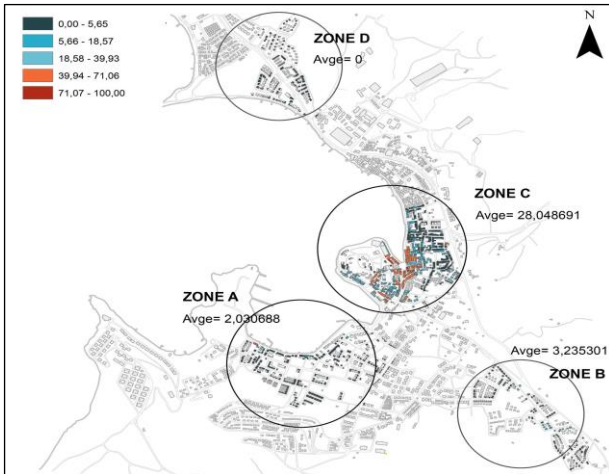 0,00 - 5,65
5,66 - 18,57
18,58 - 39,93
39,94 - 71,06
71,07 - 100,00
ZONE D
Avge= 0
N
ZONE C
Avge= 28,048691
ZONE A
Avge= 2,030688
Avge= 3,235301
ZONE B